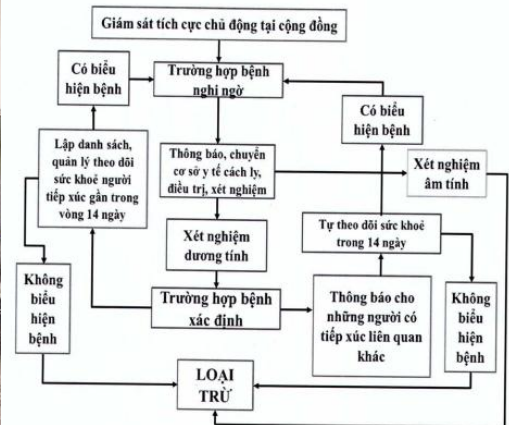 Giám sát tích cực chủ động tại cộng đồng
Có biểu
hiện bệnh
Trường hợp bệnh
nghi ngờ
Có biểu
hiện bệnh
Lập danh sách,
quản lý theo dõi
sức khoẻ người
tiếp xúc gần trong
vòng 14 ngày
Thông báo, chuyển
cơ sở y tế cách ly,
điều trị, xét nghiệm
Xét nghiệm
âm tính
Xét nghiệm
dương tính
Tự theo dõi sức khoẻ
trong 14 ngày
Không
biểu
hiện
bệnh
Trường hợp bệnh
xác định
Thông báo cho
những người có
tiếp xúc liên quan
khác
Không
biểu
hiện
bệnh
LOẠI
TRỪ